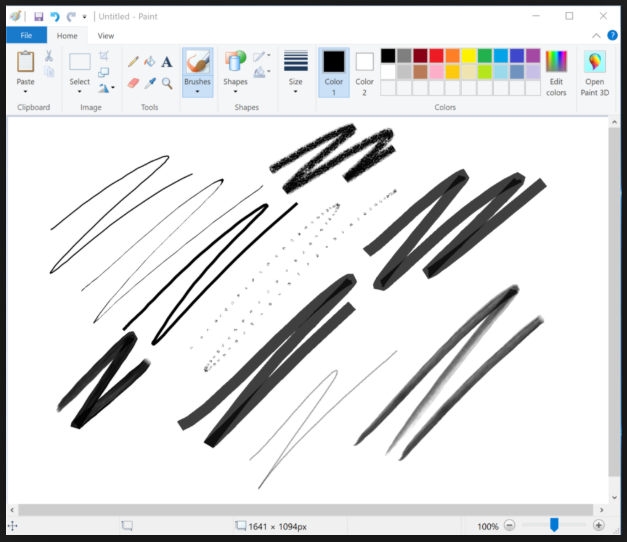 Untitled - Paint
File Home View
Paste Select Brushes Shapes Size Color 1 Color 2 Edit colors Open Paint 3D
A
Clipboard Image Tools Shapes Colors
1641 × 1094px 100%